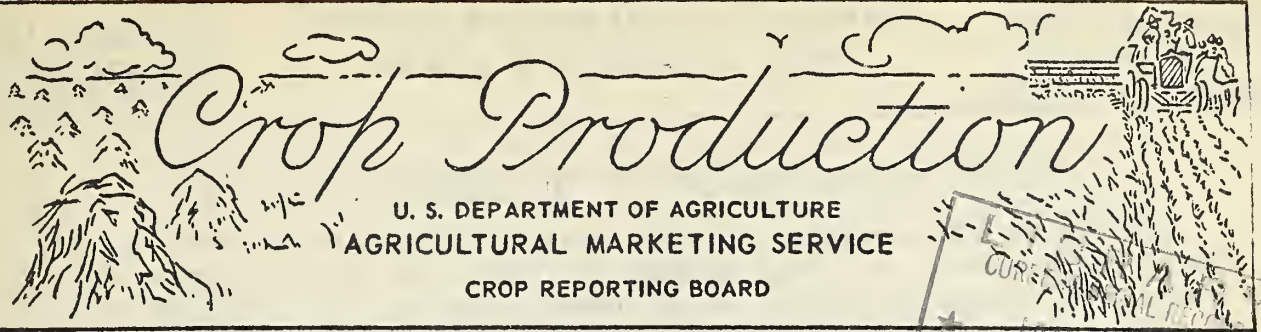 Crop Production
U. S. DEPARTMENT OF AGRICULTURE
AGRICULTURAL MARKETING SERVICE
CROP REPORTING BOARD